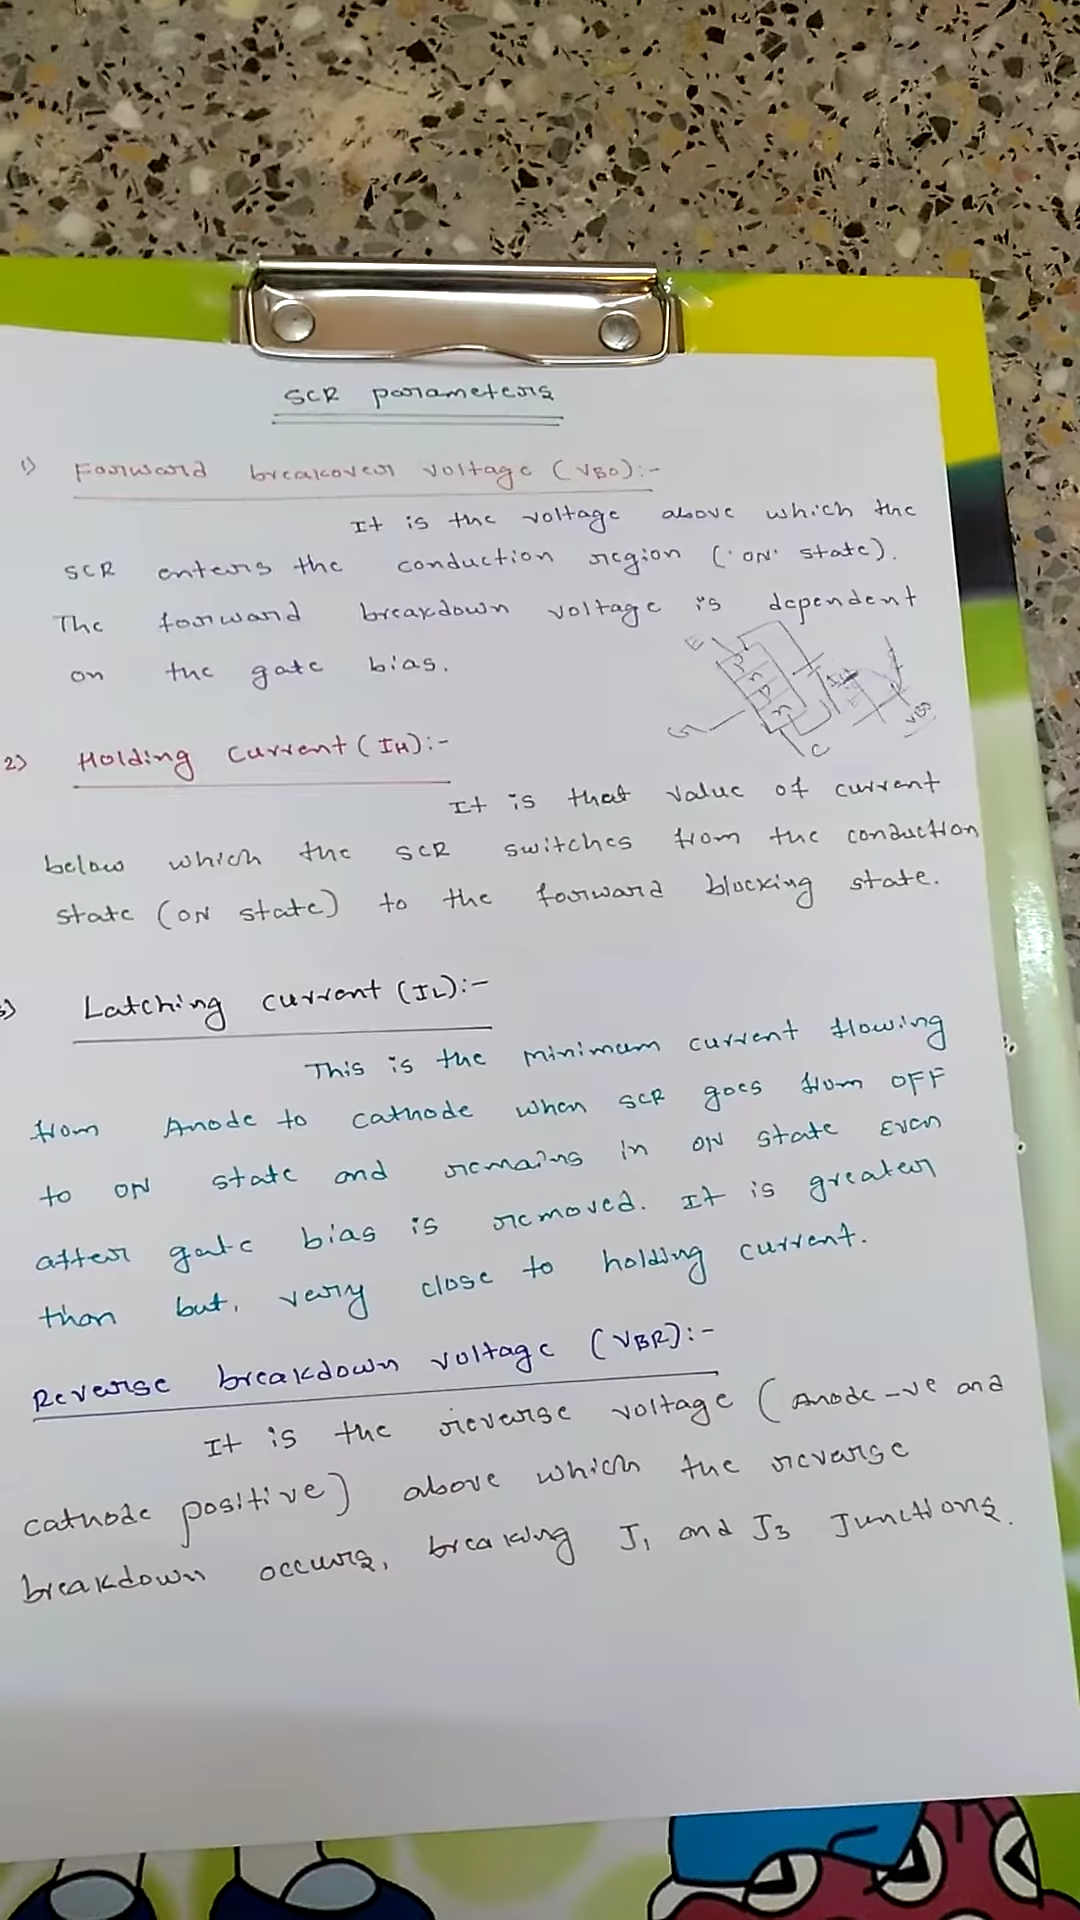 SCR parameters
1) Forward breakover voltage (VBO):-
It is the voltage above which the
SCR enters the conduction region ('ON' state).
The forward breakdown voltage is dependent
on the gate bias.
E
P
n
P
n
G
C
VBO
2) Holding current (IH):-
It is that value of current
below which the SCR switches from the conduction
state (ON state) to the forward blocking state.
3) Latching current (IL):-
This is the minimum current flowing
from Anode to cathode when SCR goes from OFF
to ON state and remains in ON state Even
after gate bias is removed. It is greater
than but, very close to holding current.
Reverse breakdown voltage (VBR):-
It is the reverse voltage (Anode -ve and
cathode positive) above which the reverse
breakdown occurs, breaking J1 and J3 Junctions.